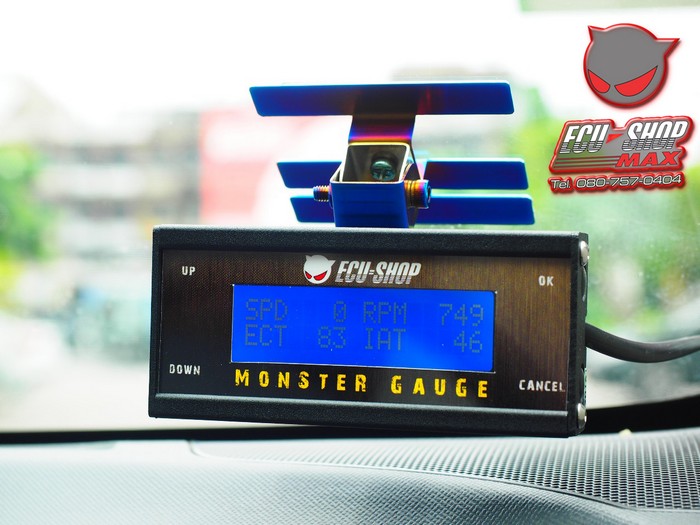 ECU-SHOP
MAX
Tel. 080-757-0404
UP
ECU-SHOP
OK
SPD 0 RPM 749
ECT 83 IAT 46
DOWN
MONSTER GAUGE
CANCEL